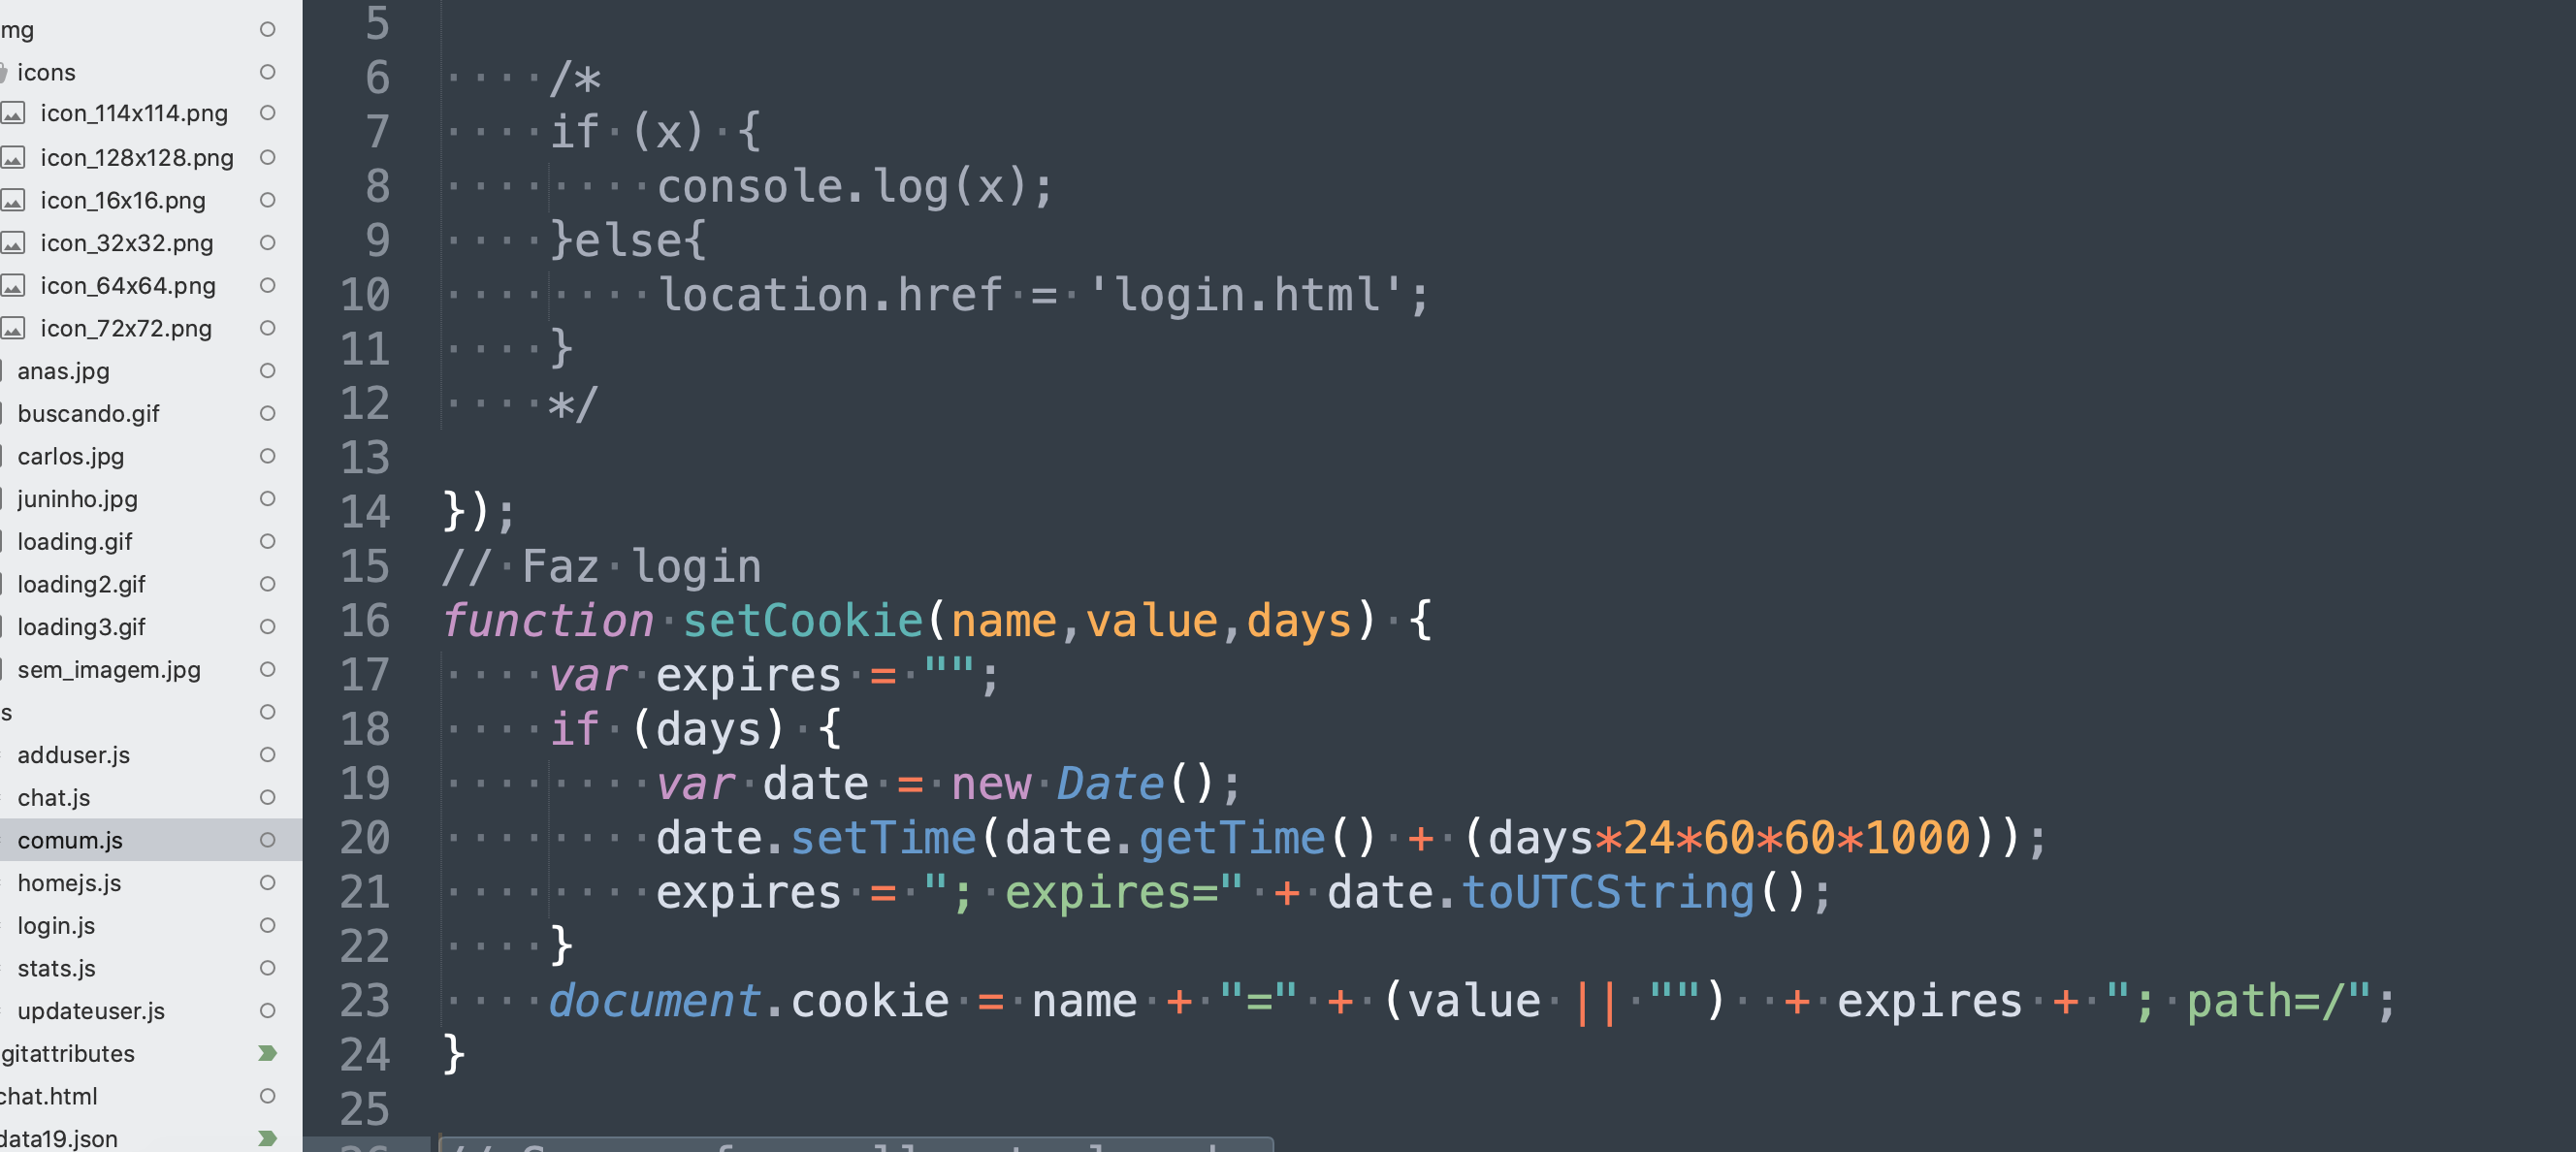 mg
icons
icon_114x114.png
icon_128x128.png
icon_16x16.png
icon_32x32.png
icon_64x64.png
icon_72x72.png
anas.jpg
buscando.gif
carlos.jpg
juninho.jpg
loading.gif
loading2.gif
loading3.gif
sem_imagem.jpg
s
adduser.js
chat.js
comum.js
homejs.js
login.js
stats.js
updateuser.js
gitattributes
chat.html
data19.json
5
6 /*
7 if (x) {
8 console.log(x);
9 }else{
10 location.href = 'login.html';
11 }
12 */
13
14 });
15 // Faz login
16 function setCookie(name,value,days) {
17 var expires = "";
18 if (days) {
19 var date = new Date();
20 date.setTime(date.getTime() + (days*24*60*60*1000));
21 expires = "; expires=" + date.toUTCString();
22 }
23 document.cookie = name + "=" + (value || "")  + expires + "; path=/";
24 }
25